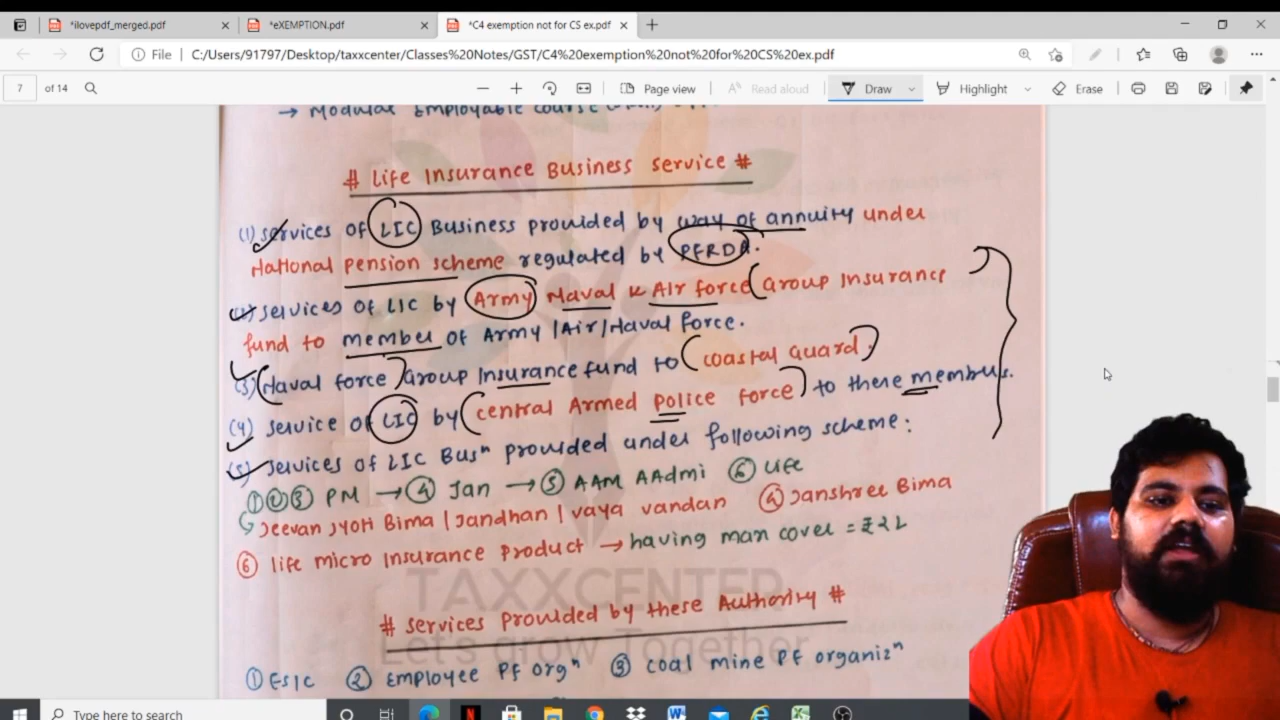 *ilovepdf_merged.pdf
*eXEMPTION.pdf
*C4 exemption not for CS ex.pdf
File C:/Users/91797/Desktop/taxxcenter/Classes%20Notes/GST/C4%20exemption%20not%20for%20CS%20ex.pdf
7 of 14 Page view Read aloud Draw Highlight Erase
→ Modular Employable course
# Life Insurance Business Service #
(1) Services of LIC Business provided by way of annuity under
National pension scheme regulated by PFRDA.
Services of LIC by Army Naval & Air force (Group Insurance
fund to member of Army /Air/Naval force.
(3) (Naval force) Group Insurance fund to (coastal guard)
(4) Service of LIC by (central Armed police force) to there members.
(5) Services of LIC Busn provided under following scheme:
① ② ③ PM → ④ Jan → ⑤ AAM AAdmi ⑥ Life
Jeevan Jyoti Bima | Jandhan | vaya vandan ④ Janshree Bima
⑥ life micro Insurance product → having max cover = ₹2L
TAXXCENTER
# Services Provided by these Authority #
Let's grow Together
① ESIC ② Employee PF orgn ③ coal mine PF organizn
Type here to search